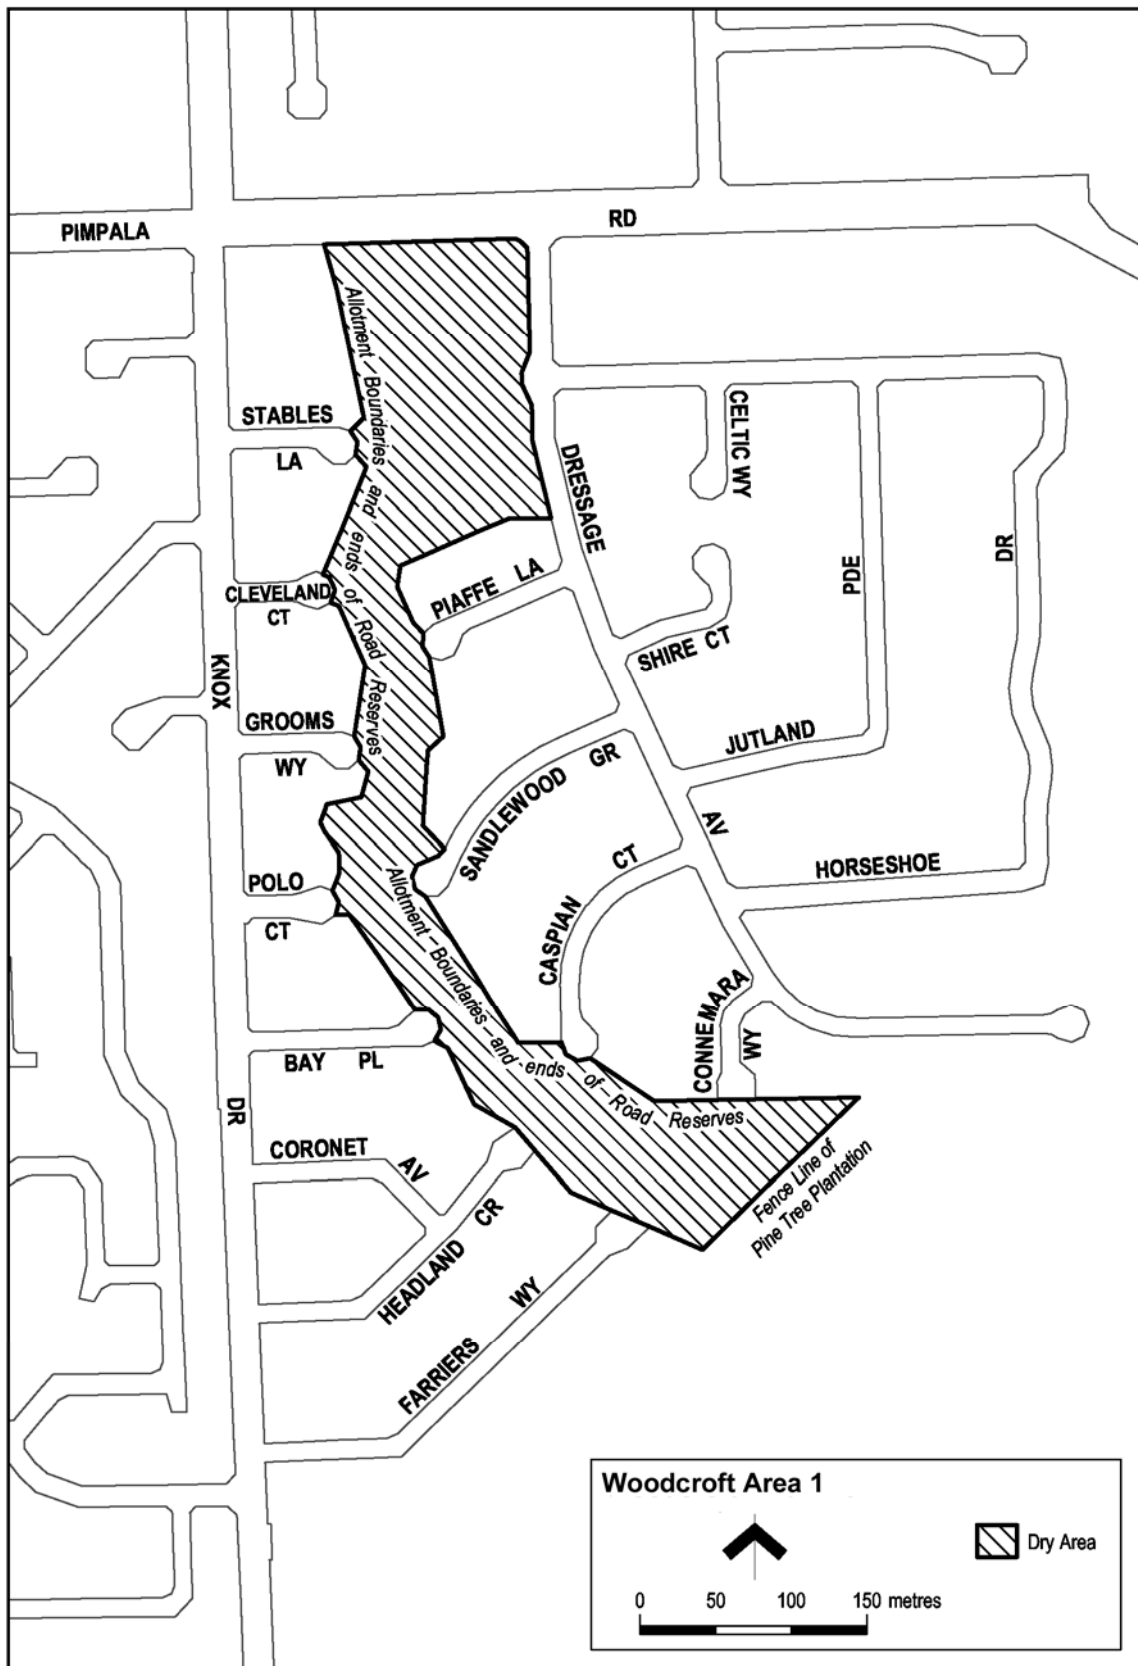 PIMPALA
RD
Allotment Boundaries and ends of Road Reserves
STABLES
LA
CELTIC WY
DRESSAGE
DR
PDE
PIAFFE LA
CLEVELAND
CT
SHIRE CT
KNOX
GROOMS
WY
JUTLAND
SANDLEWOOD GR
AV
HORSESHOE
CT
CASPIAN
POLO
CT
Allotment Boundaries and ends of Road Reserves
CONNEMARA
WY
BAY PL
DR
CORONET
AV
HEADLAND CR
Fence Line of
Pine Tree Plantation
FARRIERS WY
Woodcroft Area 1
Dry Area
0 50 100 150 metres